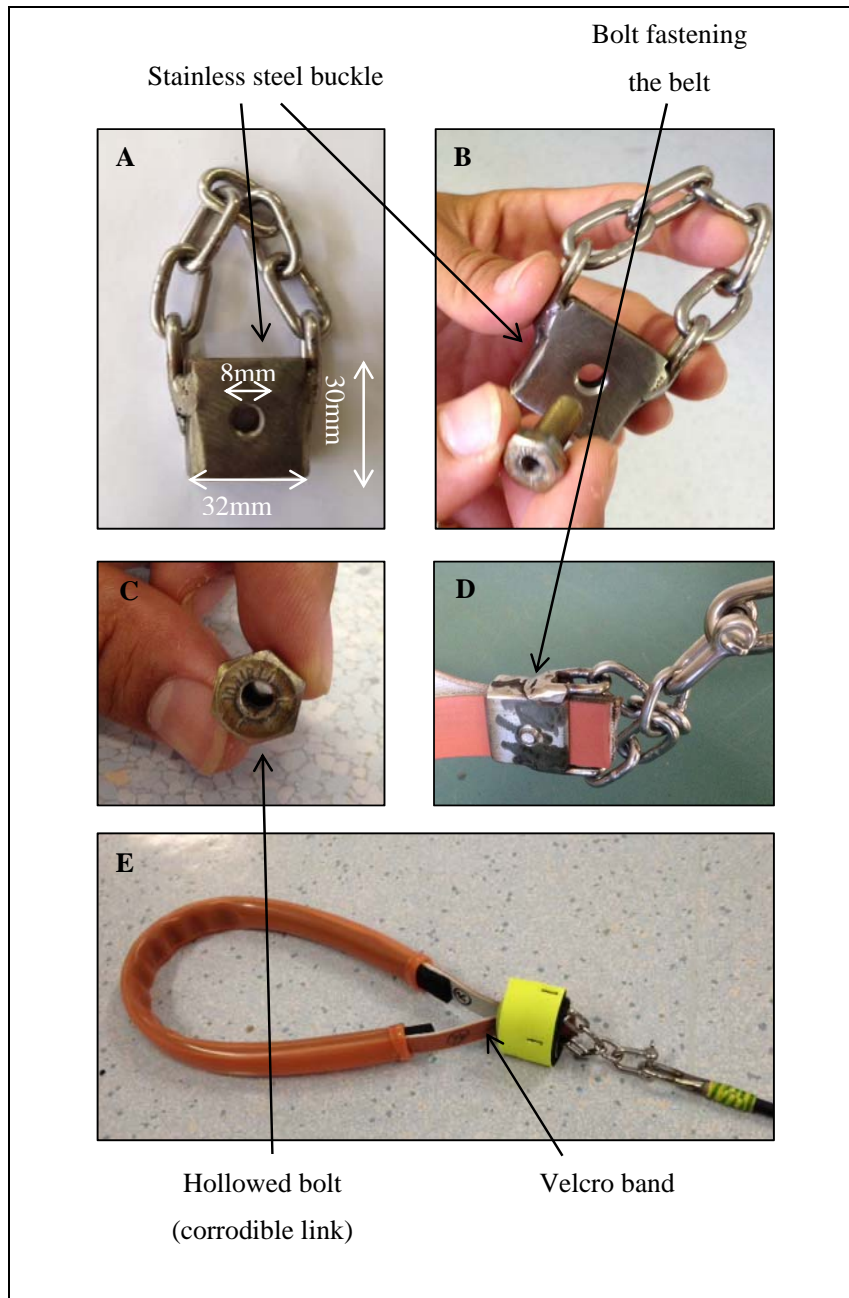 Bolt fastening
the belt
Stainless steel buckle
A
B
8mm
30mm
32mm
C
D
E
Hollowed bolt
(corrodible link)
Velcro band